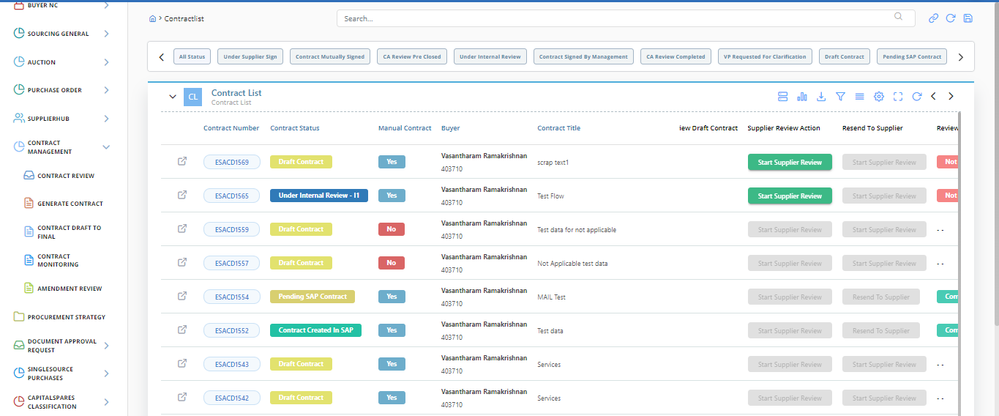 BUYER NC
SOURCING GENERAL
AUCTION
PURCHASE ORDER
SUPPLIERHUB
CONTRACT
MANAGEMENT
CONTRACT REVIEW
GENERATE CONTRACT
CONTRACT DRAFT TO
FINAL
CONTRACT
MONITORING
AMENDMENT REVIEW
PROCUREMENT STRATEGY
DOCUMENT APPROVAL
REQUEST
SINGLESOURCE
PURCHASES
CAPITALSPARES
CLASSIFICATION
Contractlist
Search...
All Status Under Supplier Sign Contract Mutually Signed CA Review Pre Closed Under Internal Review Contract Signed By Management CA Review Completed VP Requested For Clarification Draft Contract Pending SAP Contract
CL Contract List
Contract List
Contract Number Contract Status Manual Contract Buyer Contract Title iew Draft Contract Supplier Review Action Resend To Supplier Review
ESACD1569 Draft Contract Yes Vasantharam Ramakrishnan 403710 scrap text1 Start Supplier Review Start Supplier Review Not
ESACD1565 Under Internal Review - I1 Yes Vasantharam Ramakrishnan 403710 Test Flow Start Supplier Review Start Supplier Review Not
ESACD1559 Draft Contract No Vasantharam Ramakrishnan 403710 Test data for not applicable Start Supplier Review Start Supplier Review - -
ESACD1557 Draft Contract No Vasantharam Ramakrishnan 403710 Not Applicable test data Start Supplier Review Start Supplier Review - -
ESACD1554 Pending SAP Contract Yes Vasantharam Ramakrishnan 403710 MAIL Test Start Supplier Review Resend To Supplier Com
ESACD1552 Contract Created In SAP Yes Vasantharam Ramakrishnan 403710 Test data Start Supplier Review Resend To Supplier Com
ESACD1543 Draft Contract Yes Vasantharam Ramakrishnan 403710 Services Start Supplier Review Start Supplier Review - -
ESACD1542 Draft Contract Yes Vasantharam Ramakrishnan 403710 Services Start Supplier Review Start Supplier Review - -